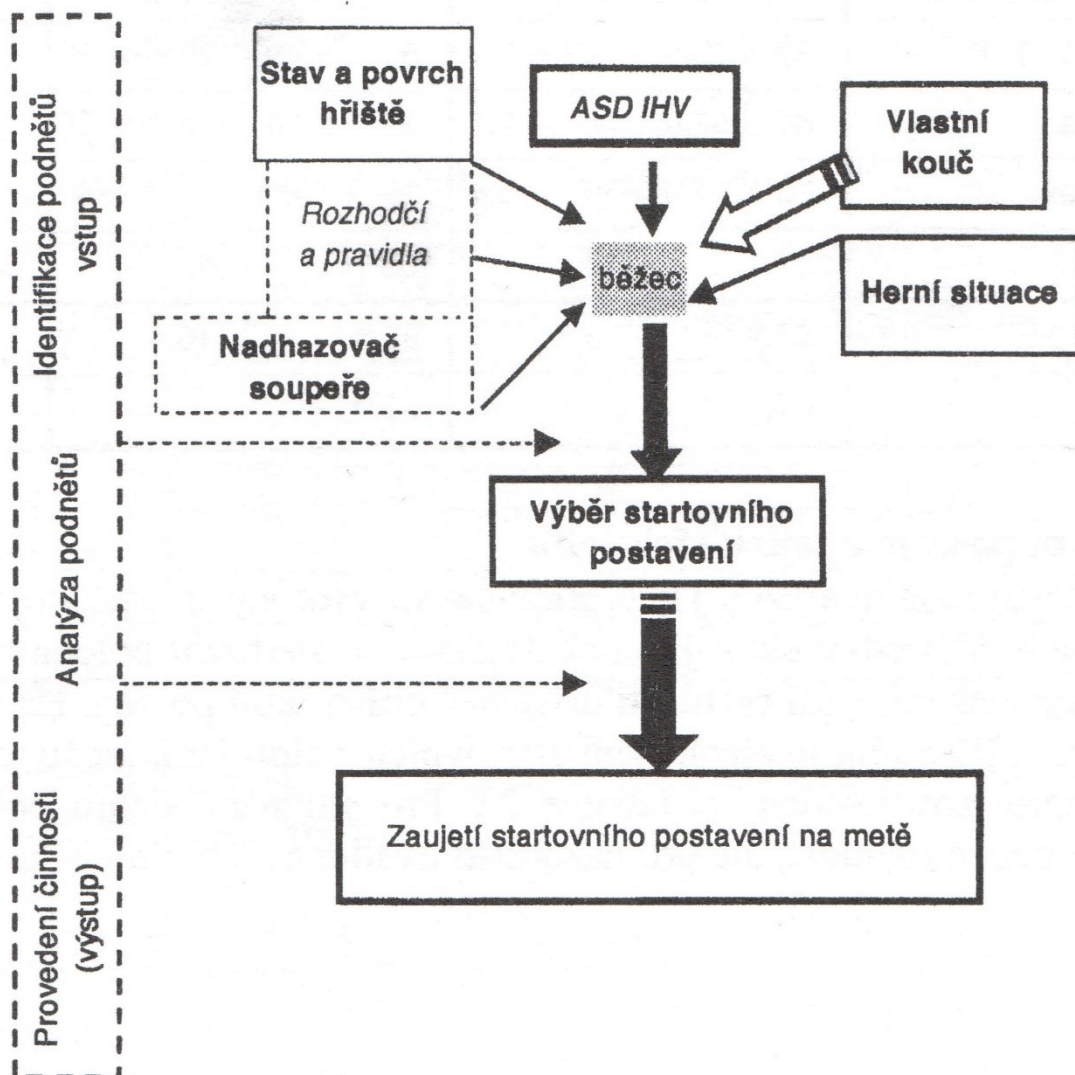 Identifikace podnětů
vstup
Analýza podnětů
Provedení činnosti
(výstup)
Stav a povrch
hřiště
ASD IHV
Vlastní
kouč
Rozhodčí
a pravidla
běžec
Herní situace
Nadhazovač
soupeře
Výběr startovního
postavení
Zaujetí startovního postavení na metě